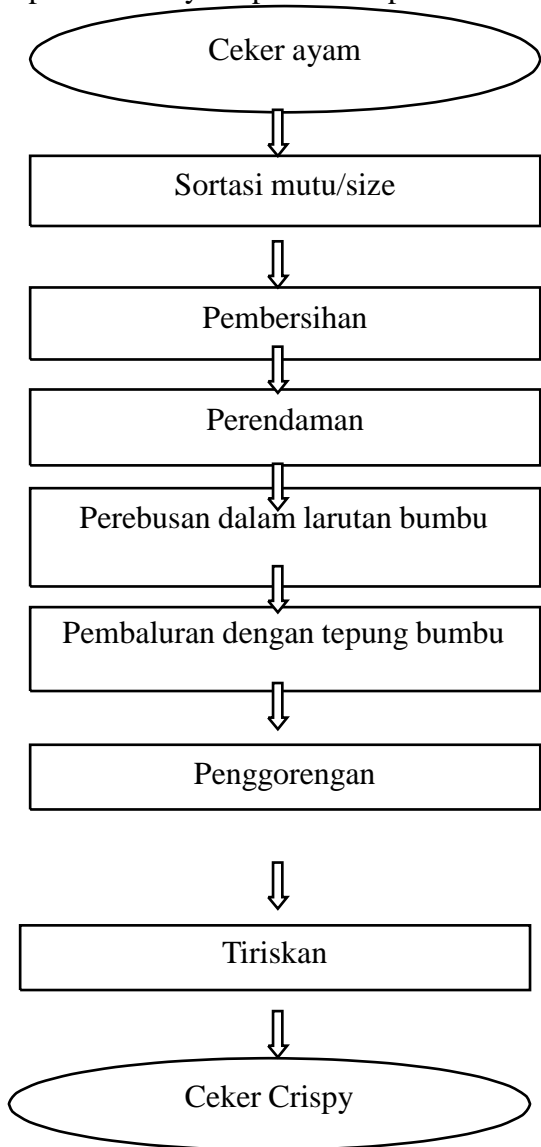 Ceker ayam
Sortasi mutu/size
Pembersihan
Perendaman
Perebusan dalam larutan bumbu
Pembaluran dengan tepung bumbu
Penggorengan
Tiriskan
Ceker Crispy